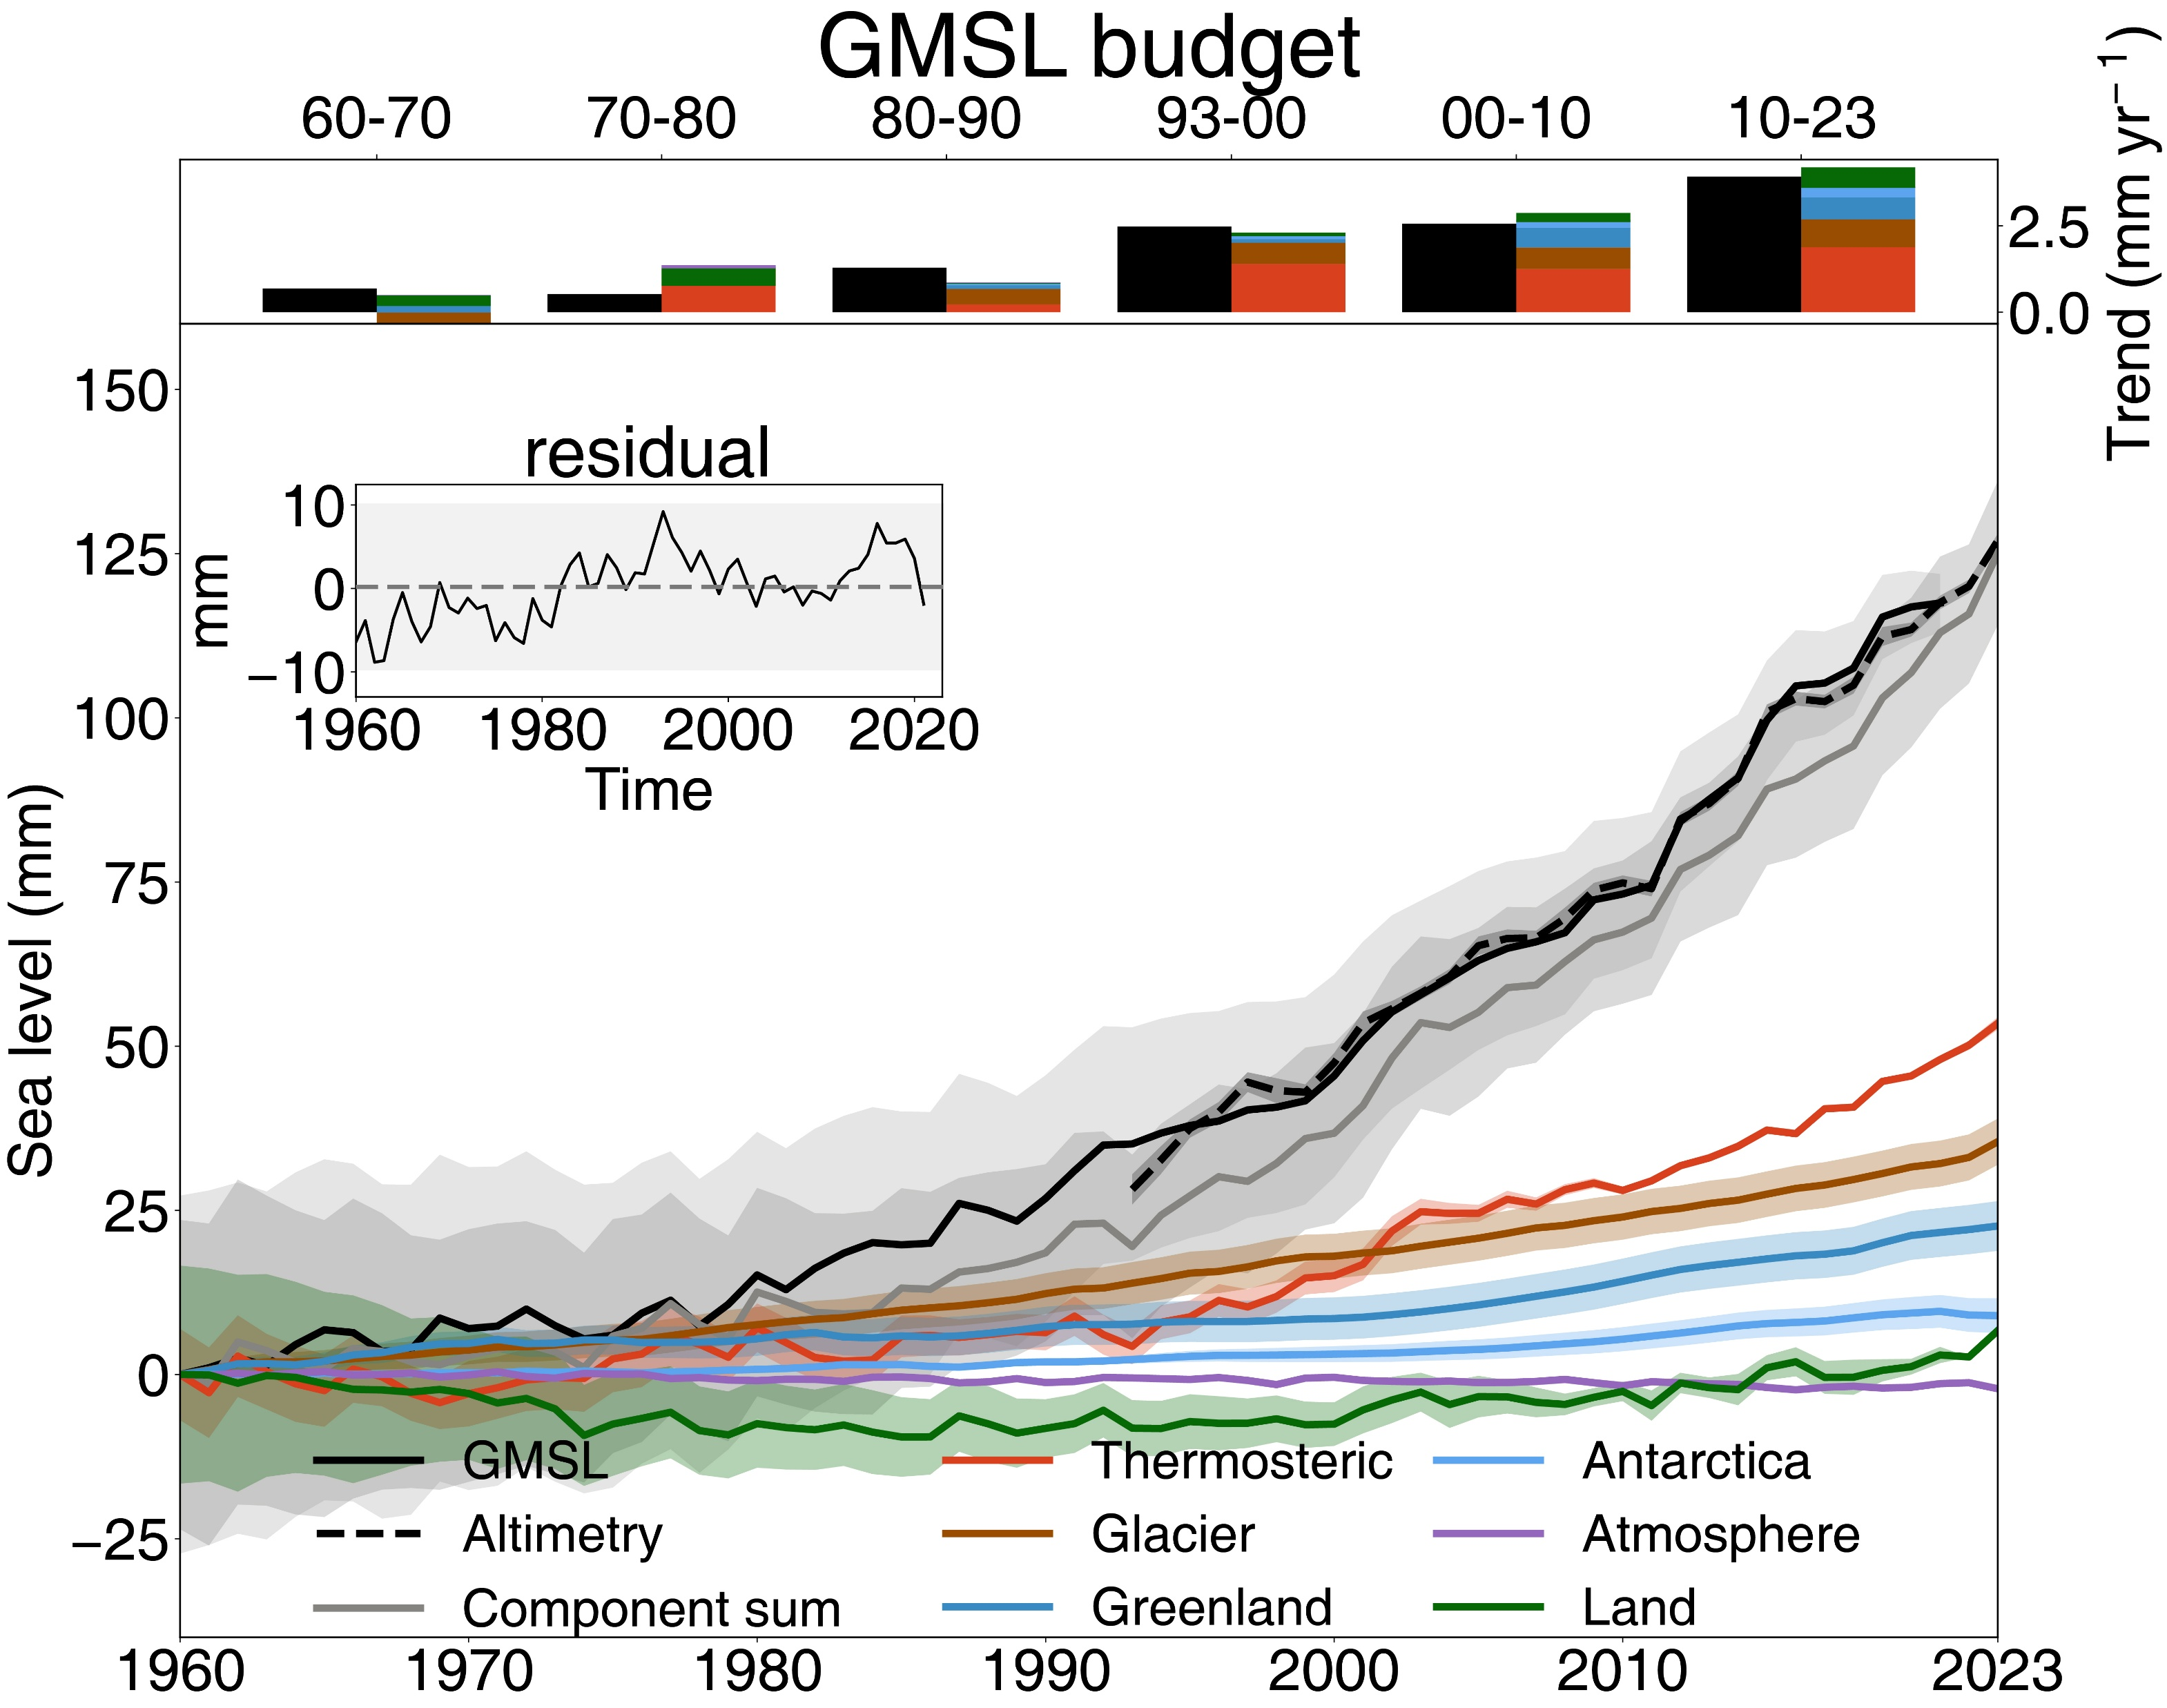 GMSL budget
60-70 70-80 80-90 93-00 00-10 10-23
Trend (mm yr⁻¹)
2.5
0.0
150
125
100
75
50
25
0
−25
Sea level (mm)
residual
10
0
−10
mm
1960 1980 2000 2020
Time
GMSL Thermosteric Antarctica
Altimetry Glacier Atmosphere
Component sum Greenland Land
1960 1970 1980 1990 2000 2010 2023